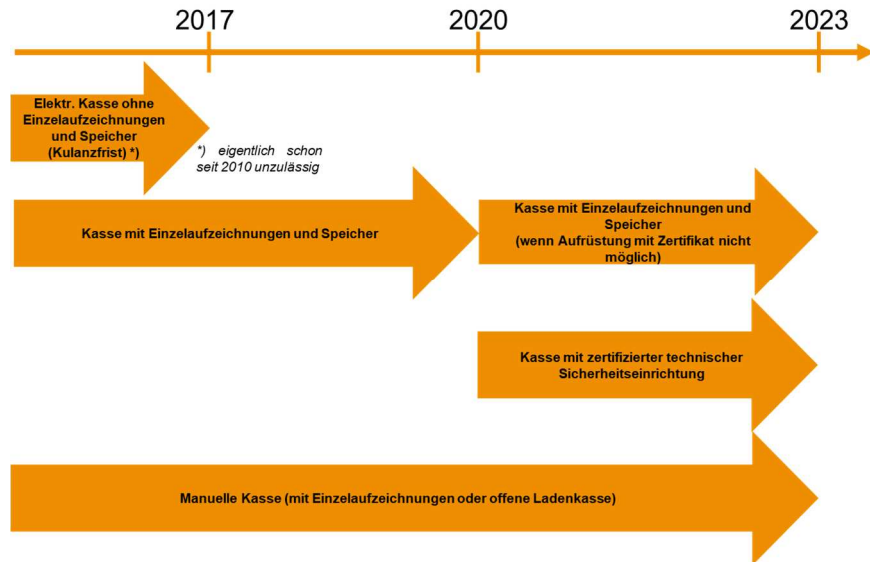 2017
2020
2023
Elektr. Kasse ohne
Einzelaufzeichnungen
und Speicher
(Kulanzfrist) *)
*) eigentlich schon
seit 2010 unzulässig
Kasse mit Einzelaufzeichnungen und Speicher
Kasse mit Einzelaufzeichnungen und
Speicher
(wenn Aufrüstung mit Zertifikat nicht
möglich)
Kasse mit zertifizierter technischer
Sicherheitseinrichtung
Manuelle Kasse (mit Einzelaufzeichnungen oder offene Ladenkasse)